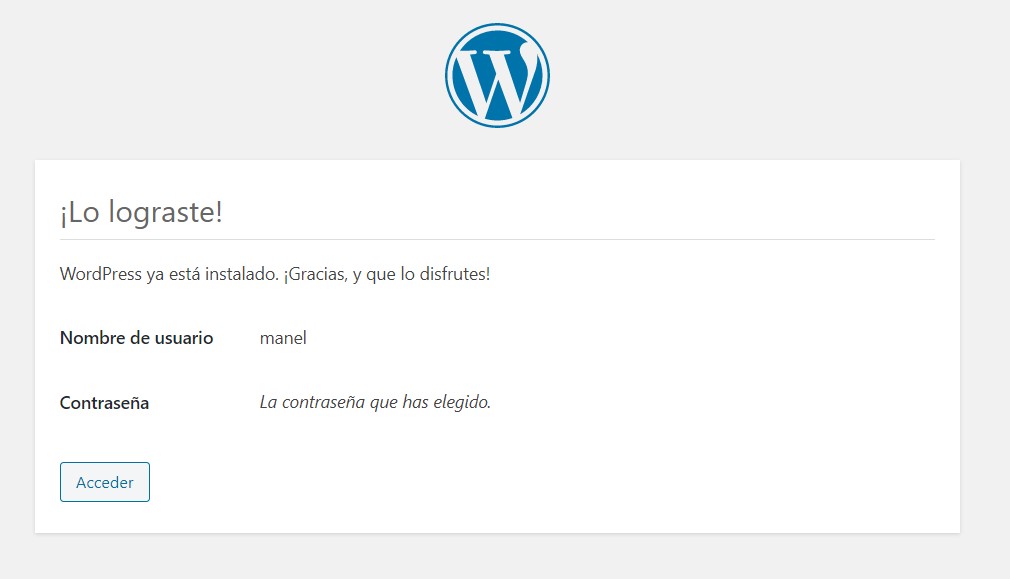 ¡Lo lograste!
WordPress ya está instalado. ¡Gracias, y que lo disfrutes!
Nombre de usuario manel
Contraseña La contraseña que has elegido.
Acceder